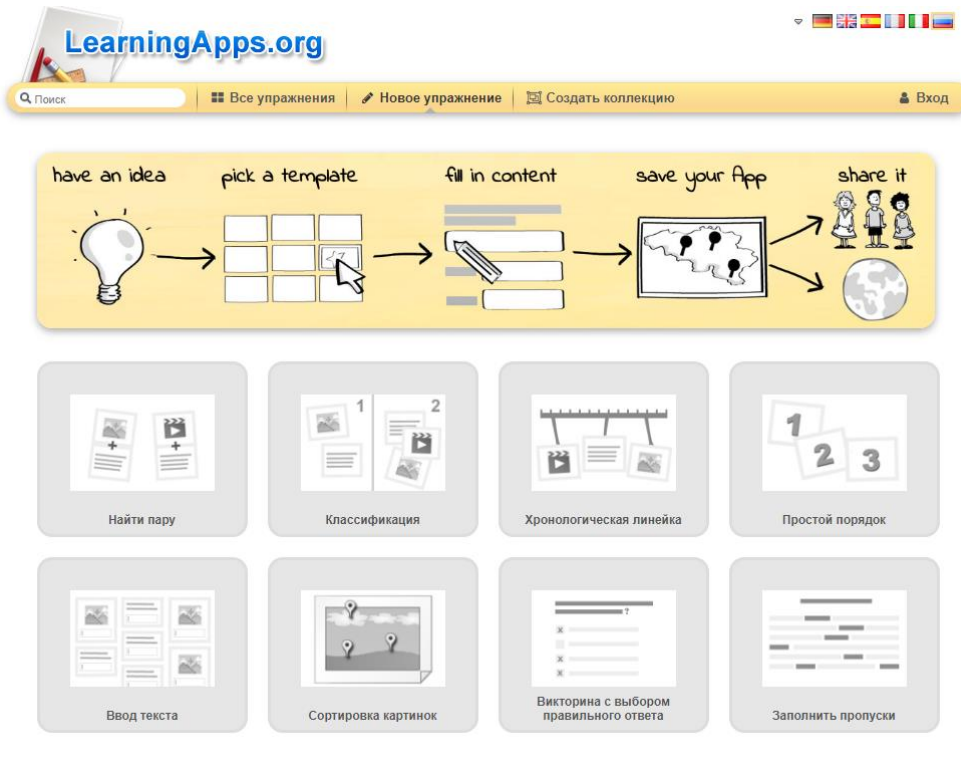 LearningApps.org
Поиск
Все упражнения
Новое упражнение
Создать коллекцию
Вход
have an idea
pick a template
fill in content
save your App
share it
1
2
1
2
3
?
x
x
x
Найти пару
Классификация
Хронологическая линейка
Простой порядок
Ввод текста
Сортировка картинок
Викторина с выбором
правильного ответа
Заполнить пропуски